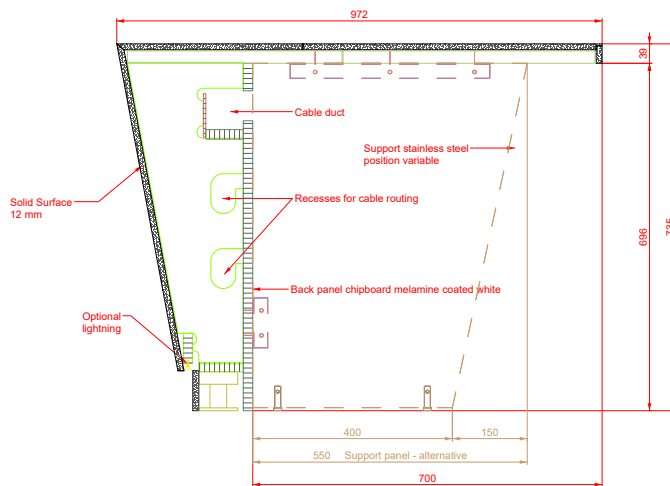 972
39
Cable duct
Support stainless steel
position variable
Solid Surface
12 mm
Recesses for cable routing
696
735
Back panel chipboard melamine coated white
Optional
lightning
400
150
550 Support panel - alternative
700